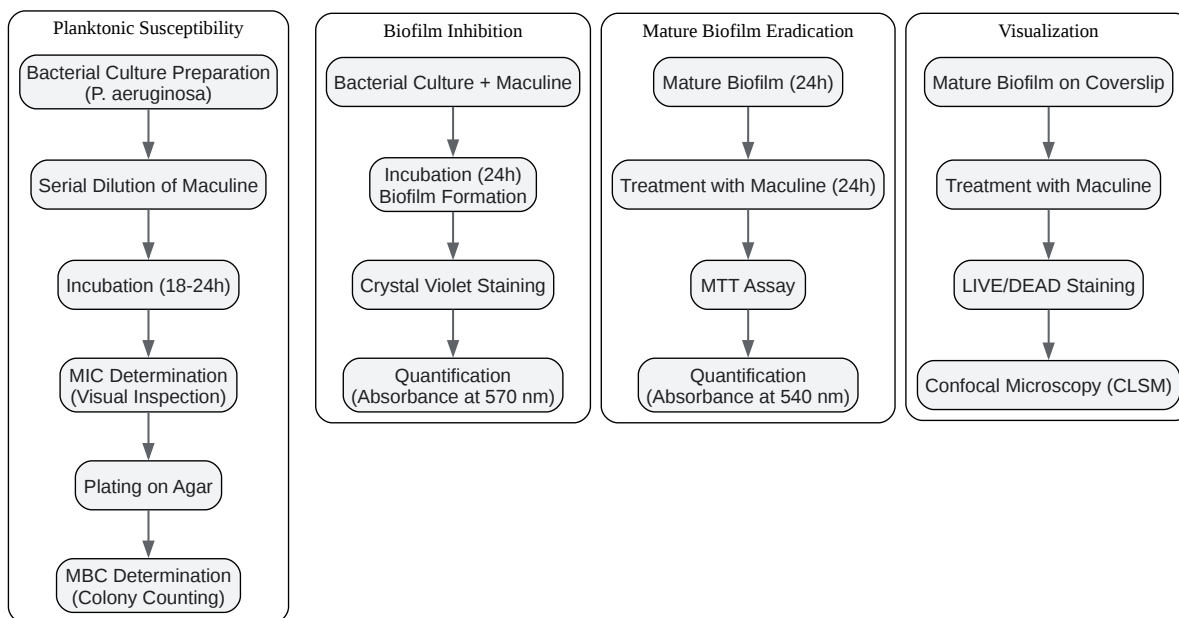 Planktonic Susceptibility
Bacterial Culture Preparation
(P. aeruginosa)
Serial Dilution of Maculine
Incubation (18-24h)
MIC Determination
(Visual Inspection)
Plating on Agar
MBC Determination
(Colony Counting)
Biofilm Inhibition
Bacterial Culture + Maculine
Incubation (24h)
Biofilm Formation
Crystal Violet Staining
Quantification
(Absorbance at 570 nm)
Mature Biofilm Eradication
Mature Biofilm (24h)
Treatment with Maculine (24h)
MTT Assay
Quantification
(Absorbance at 540 nm)
Visualization
Mature Biofilm on Coverslip
Treatment with Maculine
LIVE/DEAD Staining
Confocal Microscopy (CLSM)